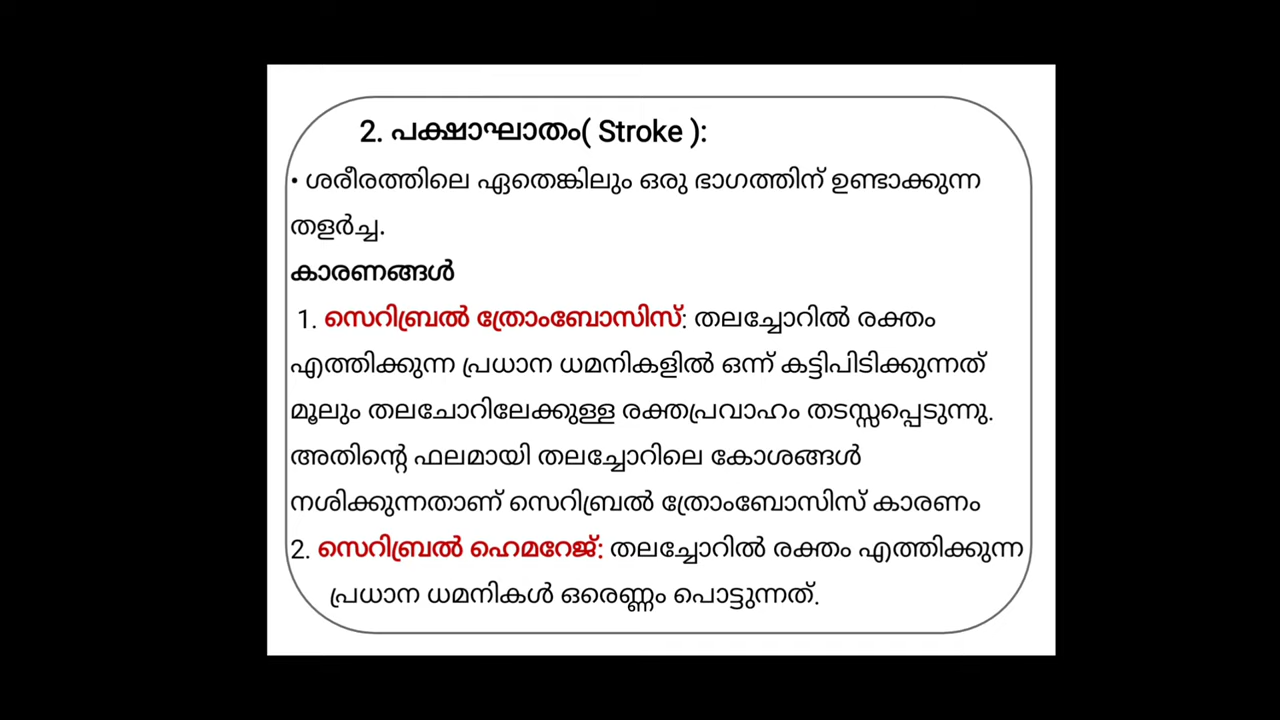 2. പക്ഷാഘാതം( Stroke ):
• ശരീരത്തിലെ ഏതെങ്കിലും ഒരു ഭാഗത്തിന് ഉണ്ടാക്കുന്ന
തളർച്ച.
കാരണങ്ങൾ
1. സെറിബ്രൽ ത്രോംബോസിസ്: തലച്ചോറിൽ രക്തം
എത്തിക്കുന്ന പ്രധാന ധമനികളിൽ ഒന്ന് കട്ടിപിടിക്കുന്നത്
മൂലും തലചോറിലേക്കുള്ള രക്തപ്രവാഹം തടസ്സപ്പെടുന്നു.
അതിന്റെ ഫലമായി തലച്ചോറിലെ കോശങ്ങൾ
നശിക്കുന്നതാണ് സെറിബ്രൽ ത്രോംബോസിസ് കാരണം
2. സെറിബ്രൽ ഹെമറേജ്: തലച്ചോറിൽ രക്തം എത്തിക്കുന്ന
പ്രധാന ധമനികൾ ഒരെണ്ണം പൊട്ടുന്നത്.